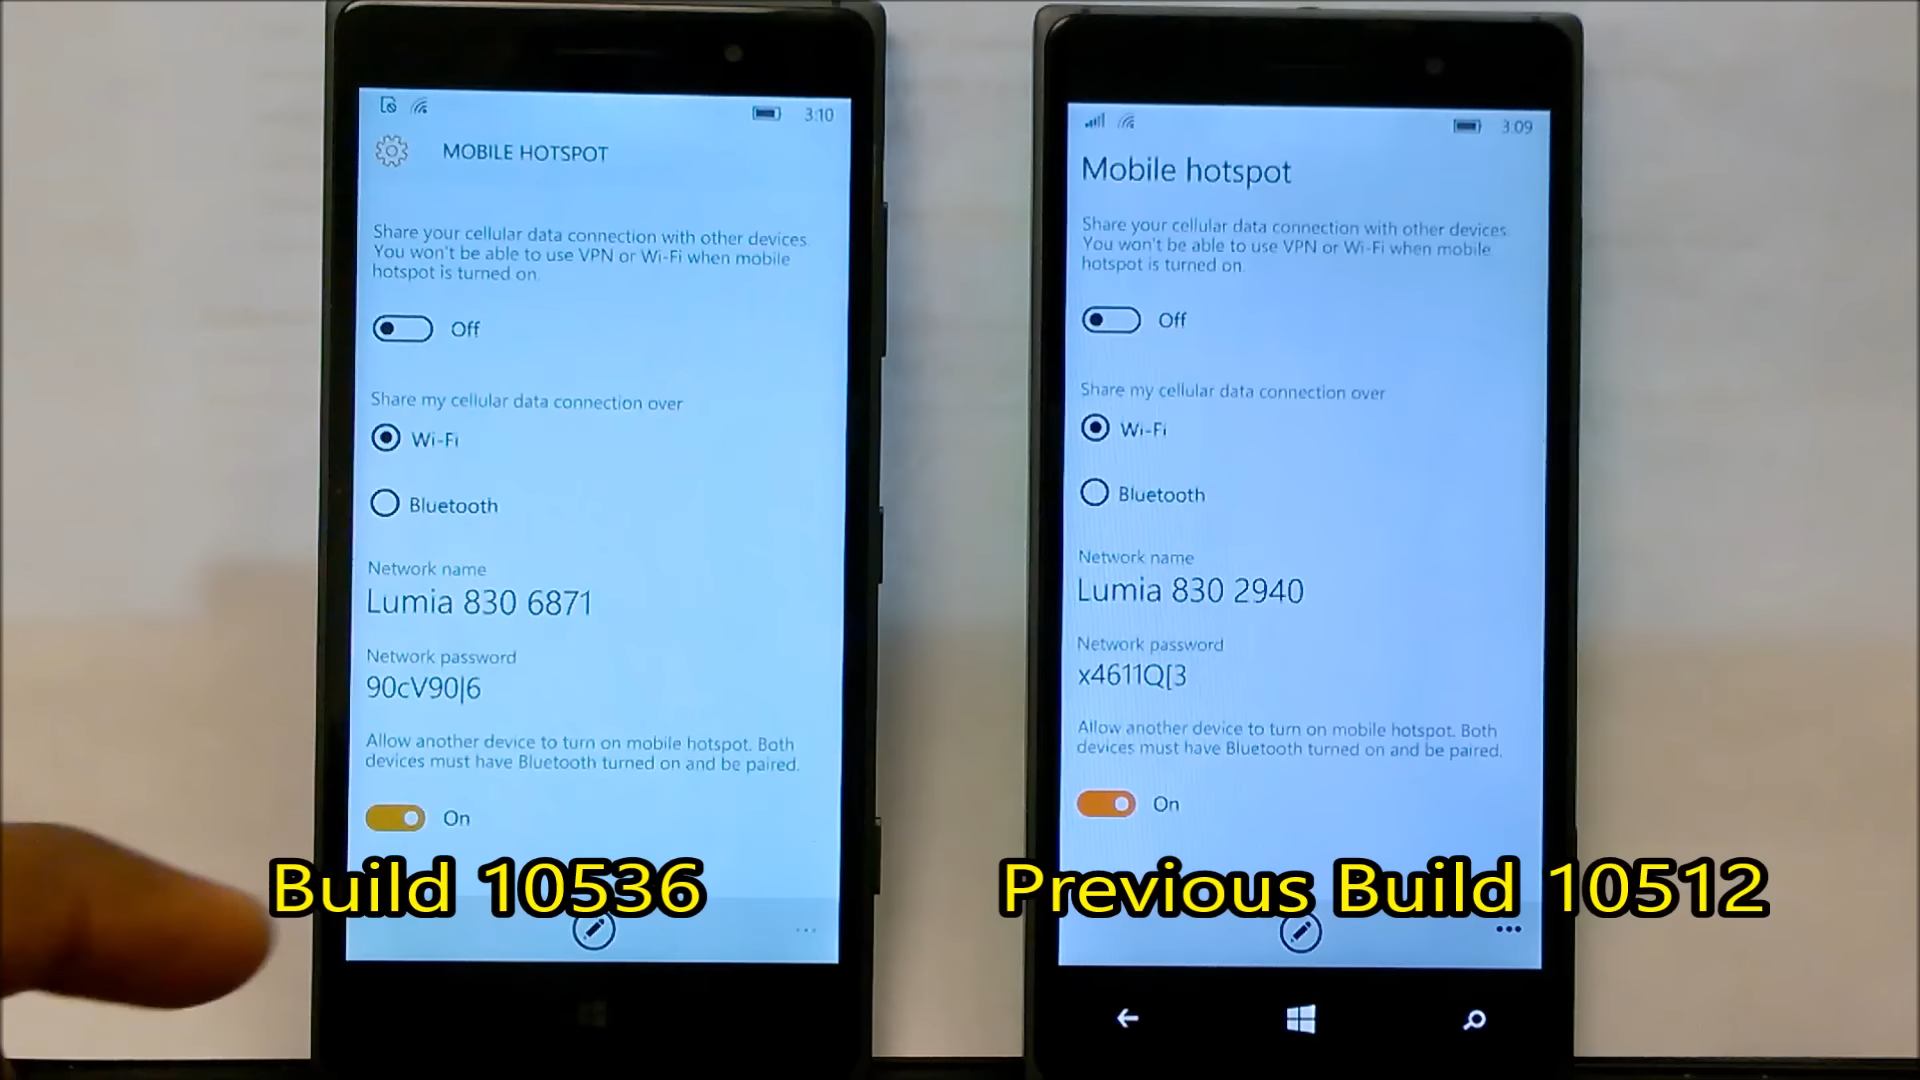 3:10
MOBILE HOTSPOT
Share your cellular data connection with other devices.
You won't be able to use VPN or Wi-Fi when mobile
hotspot is turned on.
Off
Share my cellular data connection over
Wi-Fi
Bluetooth
Network name
Lumia 830 6871
Network password
90cV90|6
Allow another device to turn on mobile hotspot. Both
devices must have Bluetooth turned on and be paired.
On
Build 10536
3:09
Mobile hotspot
Share your cellular data connection with other devices.
You won't be able to use VPN or Wi-Fi when mobile
hotspot is turned on.
Off
Share my cellular data connection over
Wi-Fi
Bluetooth
Network name
Lumia 830 2940
Network password
x4611Q[3
Allow another device to turn on mobile hotspot. Both
devices must have Bluetooth turned on and be paired.
On
Previous Build 10512